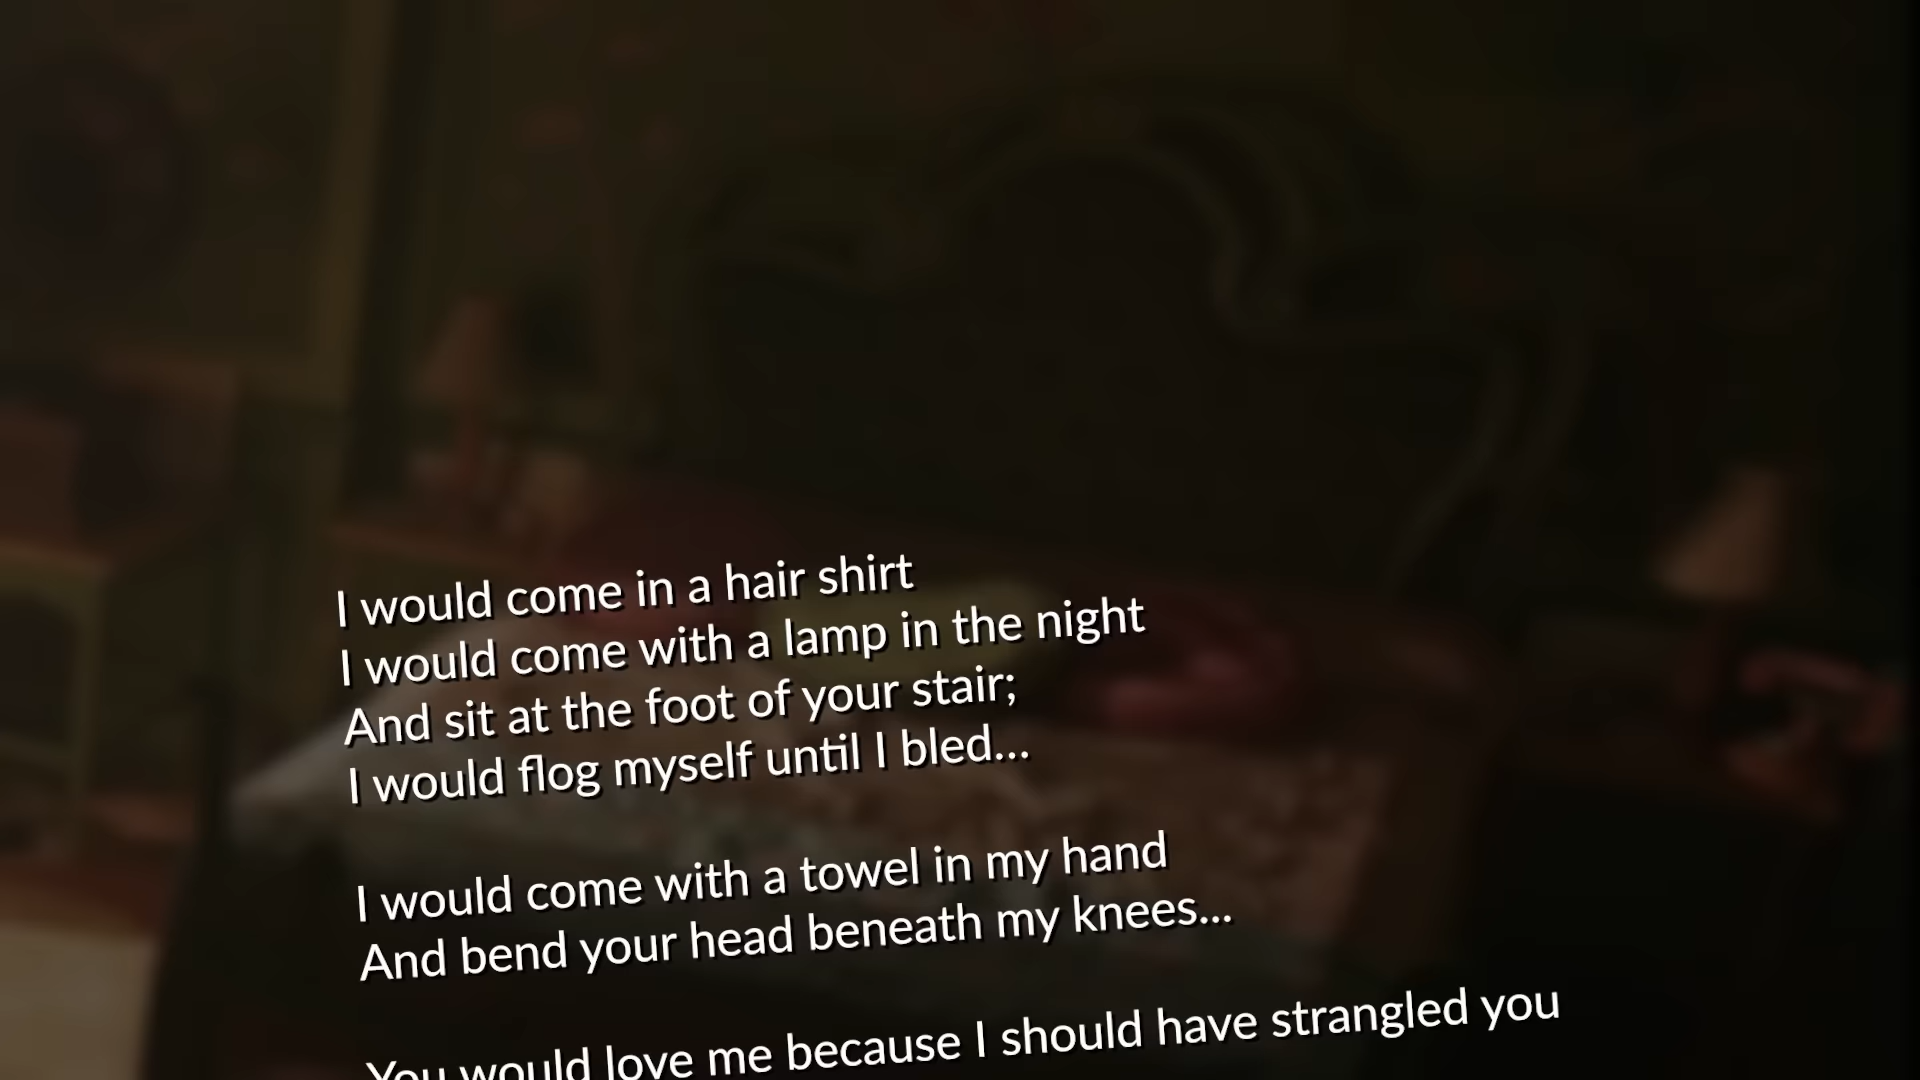 I would come in a hair shirt
I would come with a lamp in the night
And sit at the foot of your stair;
I would flog myself until I bled...
I would come with a towel in my hand
And bend your head beneath my knees...
You would love me because I should have strangled you